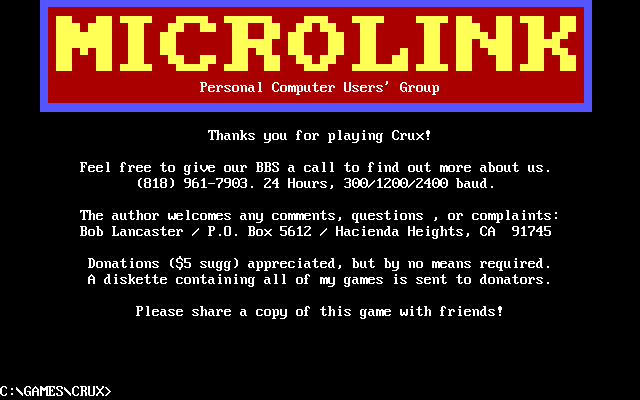 MICROLINK
Personal Computer Users' Group
Thanks you for playing Crux!
Feel free to give our BBS a call to find out more about us.
(818) 961-7903. 24 Hours, 300/1200/2400 baud.
The author welcomes any comments, questions , or complaints:
Bob Lancaster / P.O. Box 5612 / Hacienda Heights, CA  91745
Donations ($5 sugg) appreciated, but by no means required.
A diskette containing all of my games is sent to donators.
Please share a copy of this game with friends!
C:\GAMES\CRUX>